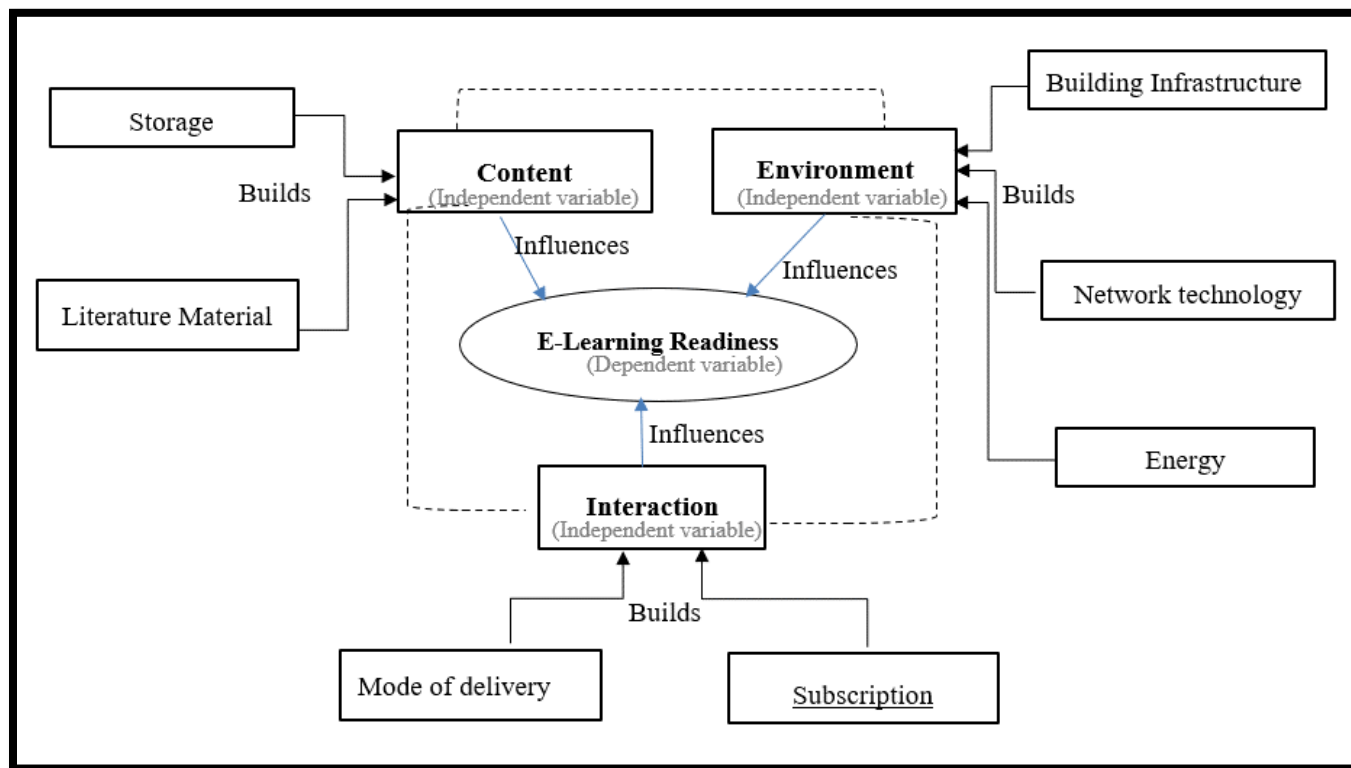 Building Infrastructure
Storage
Content
(Independent variable)
Environment
(Independent variable)
Builds
Builds
Influences
Influences
Literature Material
Network technology
E-Learning Readiness
(Dependent variable)
Influences
Energy
Interaction
(Independent variable)
Builds
Mode of delivery
Subscription